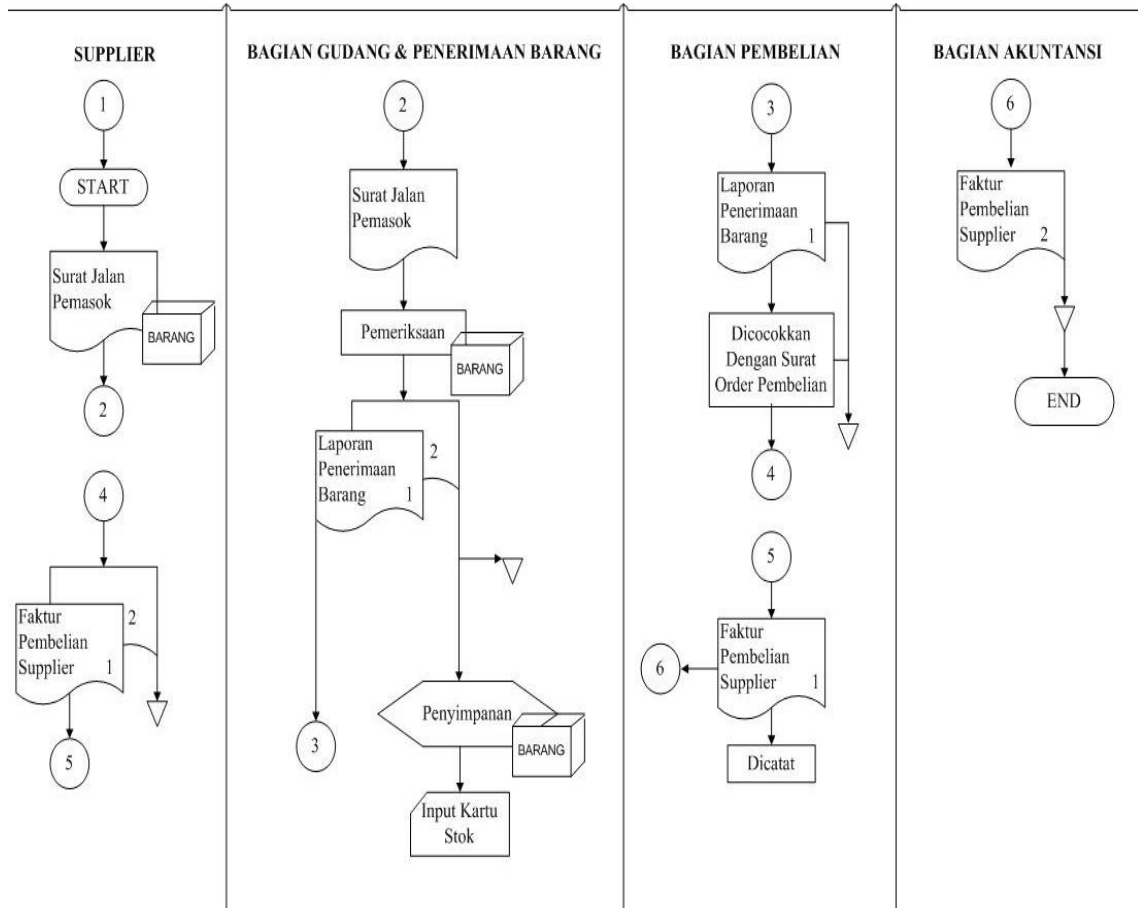 SUPPLIER
1
START
Surat Jalan
Pemasok
BARANG
2
4
2
Faktur
Pembelian
Supplier 1
5
BAGIAN GUDANG & PENERIMAAN BARANG
2
Surat Jalan
Pemasok
Pemeriksaan
BARANG
2
Laporan
Penerimaan
Barang 1
3
Penyimpanan
BARANG
Input Kartu
Stok
BAGIAN PEMBELIAN
3
Laporan
Penerimaan
Barang 1
Dicocokkan
Dengan Surat
Order Pembelian
4
5
Faktur
Pembelian
Supplier 1
6
Dicatat
BAGIAN AKUNTANSI
6
Faktur
Pembelian
Supplier 2
END